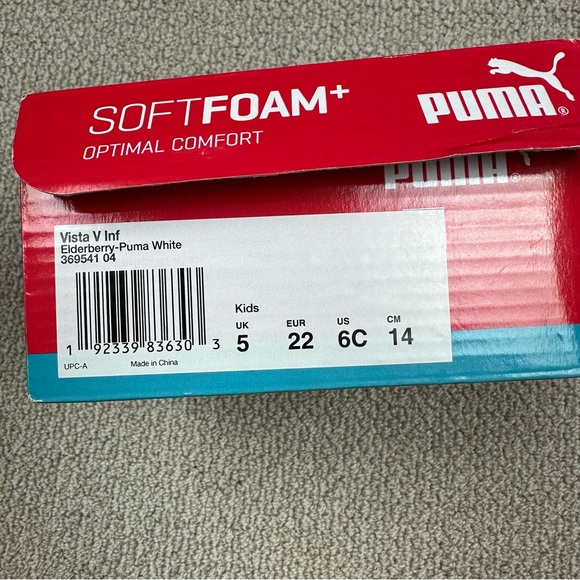 SOFTFOAM+
OPTIMAL COMFORT
PUMA®
PUMA®
Vista V Inf
Elderberry-Puma White
369541 04
Kids
UK EUR US CM
5 22 6C 14
1 92339 83630 3
UPC-A Made in China